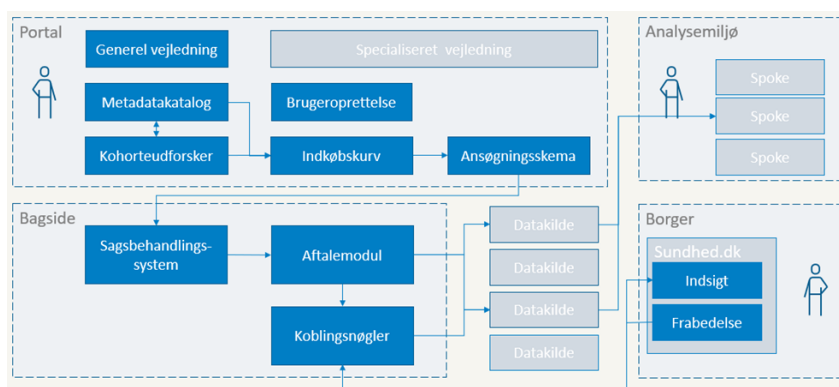 Portal
Generel vejledning
Specialiseret vejledning
Metadatakatalog
Brugeroprettelse
Kohorteudforsker
Indkøbskurv
Ansøgningsskema
Analysemiljø
Spoke
Spoke
Spoke
Bagside
Sagsbehandlings-
system
Aftalemodul
Koblingsnøgler
Datakilde
Datakilde
Datakilde
Datakilde
Borger
Sundhed.dk
Indsigt
Frabedelse